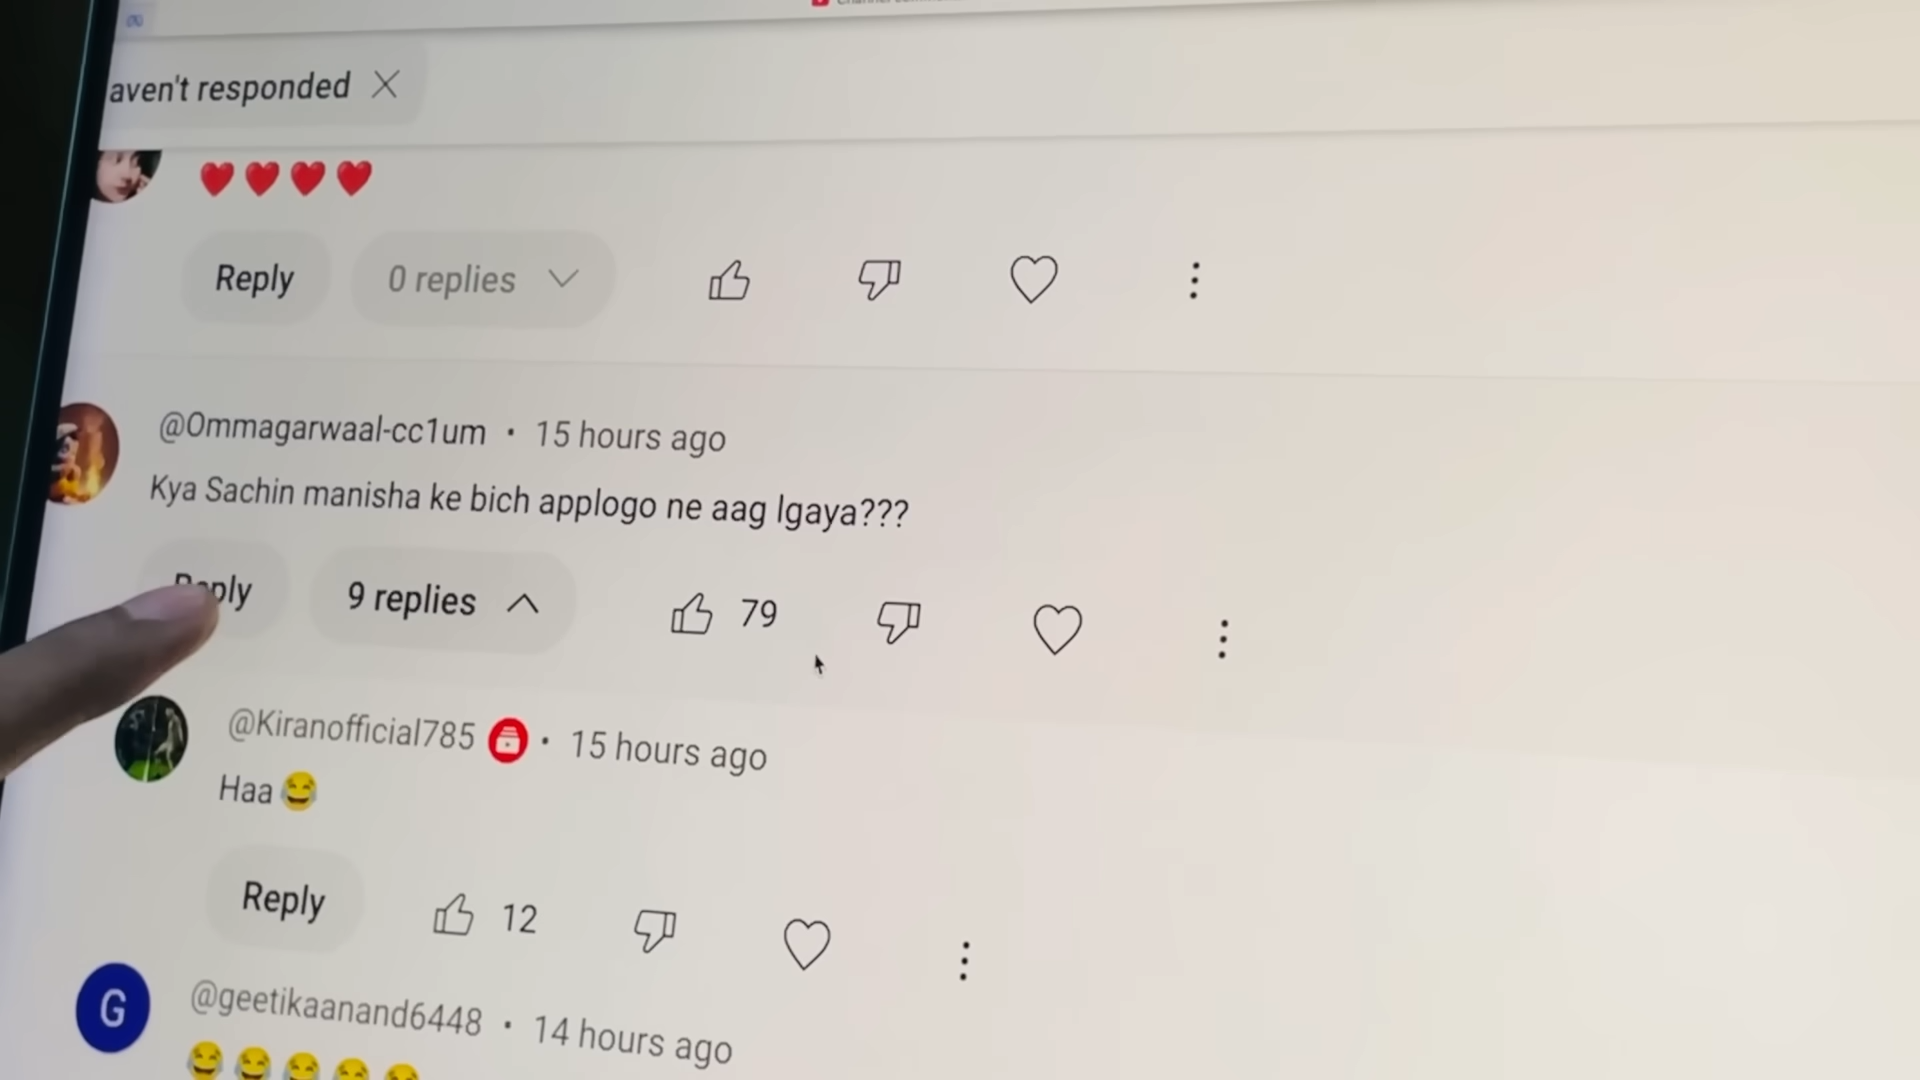 aven't responded
❤️❤️❤️❤️
Reply 0 replies
@Ommagarwaal-cc1um • 15 hours ago
Kya Sachin manisha ke bich applogo ne aag lgaya???
Reply 9 replies 79
@Kiranofficial785 • 15 hours ago
Haa 😂
Reply 12
G @geetikaanand6448 • 14 hours ago
😂😂😂😂😂